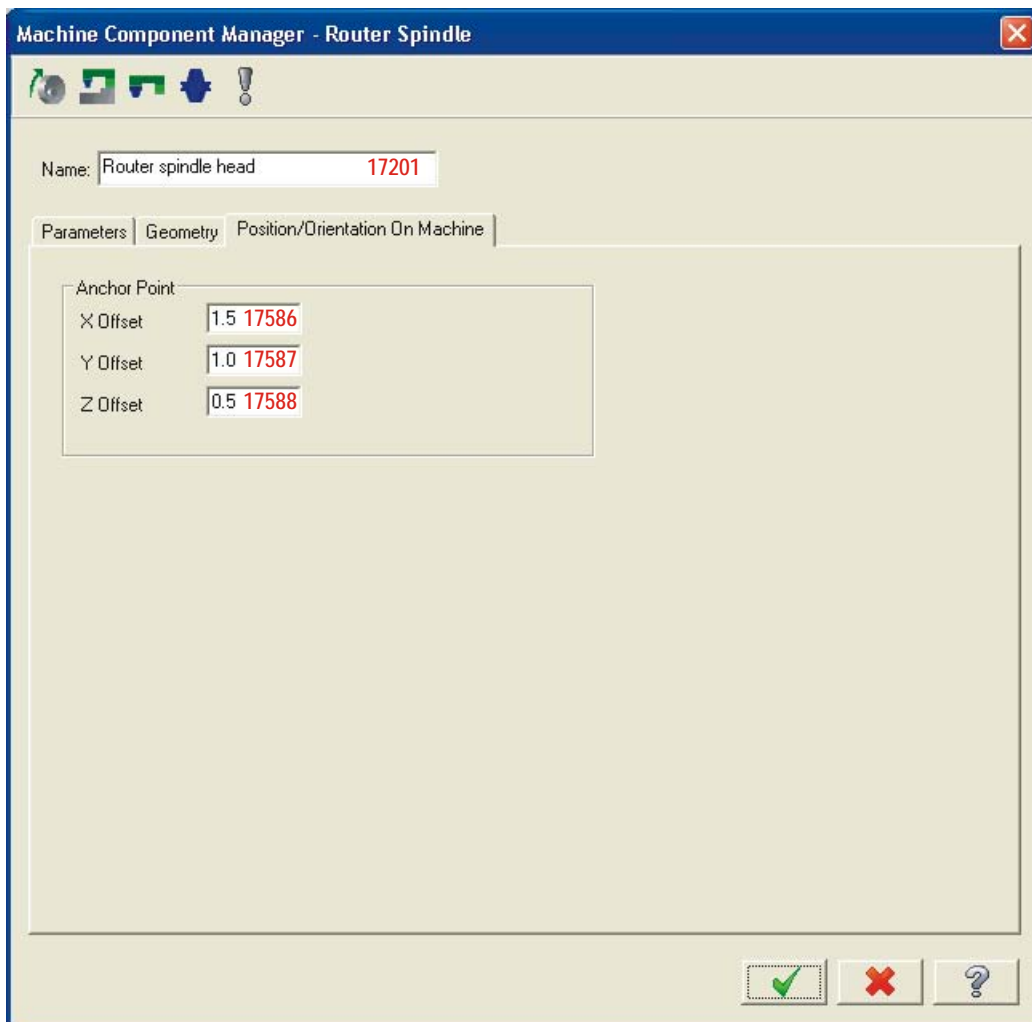 Machine Component Manager - Router Spindle
Name: Router spindle head 17201
Parameters Geometry Position/Orientation On Machine
Anchor Point
X Offset 1.5 17586
Y Offset 1.0 17587
Z Offset 0.5 17588